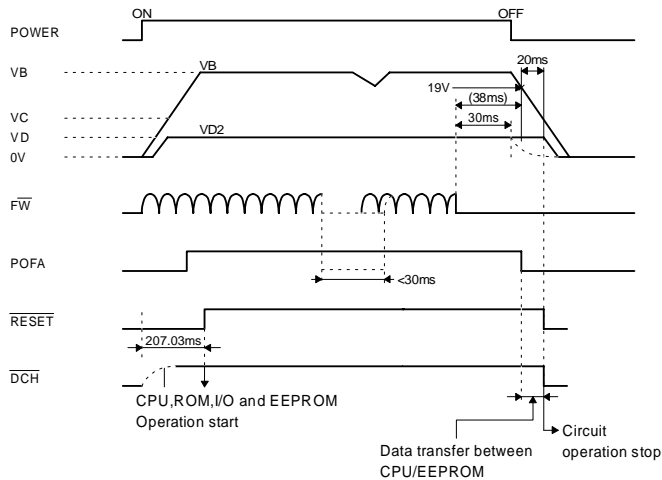 ON
OFF
POWER
20ms
VB
VB
19V
(38ms)
VC
30ms
VD
VD2
0V
FW
POFA
<30ms
RESET
207.03ms
DCH
CPU,ROM,I/O and EEPROM
Operation start
Circuit
operation stop
Data transfer between
CPU/EEPROM